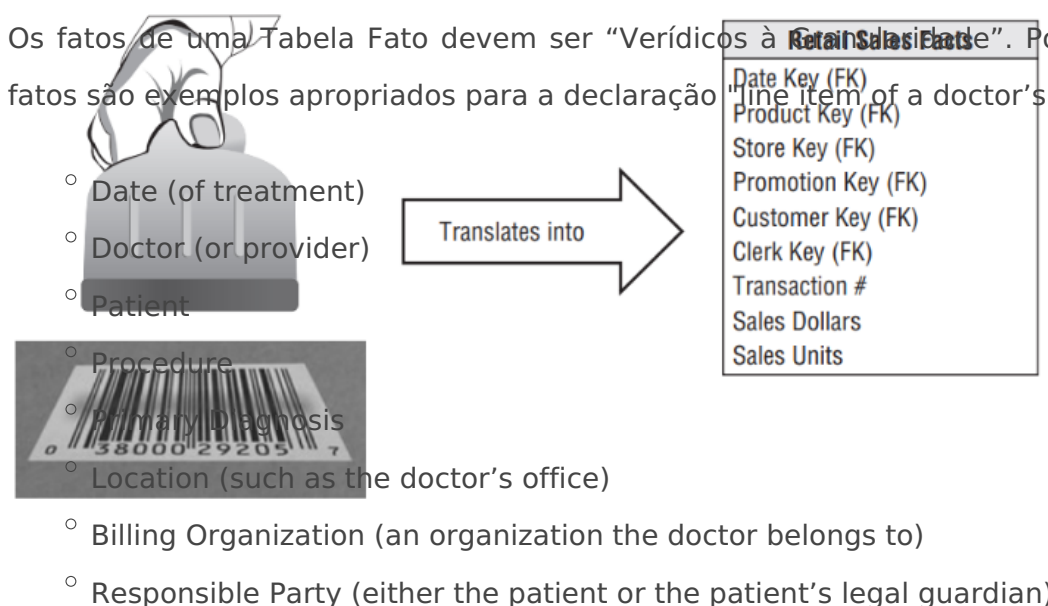 Os fatos de uma Tabela Fato devem ser “Verídicos à Granularidade”.
fatos são exemplos apropriados para a declaração "line item of a doctor's
Date (of treatment)
Doctor (or provider)
Patient
Procedure
Primary Diagnosis
Location (such as the doctor’s office)
Billing Organization (an organization the doctor belongs to)
Responsible Party (either the patient or the patient’s legal guardian)
0 38000 29205 7
Translates into
Retail Sales Facts
Date Key (FK)
Product Key (FK)
Store Key (FK)
Promotion Key (FK)
Customer Key (FK)
Clerk Key (FK)
Transaction #
Sales Dollars
Sales Units